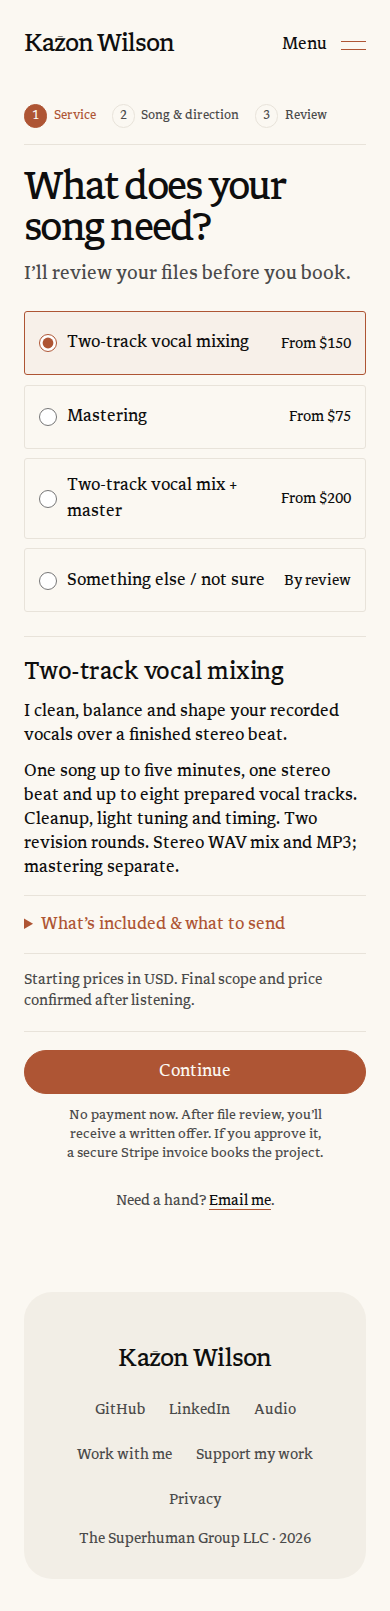 Kažon Wilson
Menu
1 Service 2 Song & direction 3 Review
What does your
song need?
I’ll review your files before you book.
Two-track vocal mixing From $150
Mastering From $75
Two-track vocal mix +
master
From $200
Something else / not sure By review
Two-track vocal mixing
I clean, balance and shape your recorded
vocals over a finished stereo beat.
One song up to five minutes, one stereo
beat and up to eight prepared vocal tracks.
Cleanup, light tuning and timing. Two
revision rounds. Stereo WAV mix and MP3;
mastering separate.
What’s included & what to send
Starting prices in USD. Final scope and price
confirmed after listening.
Continue
No payment now. After file review, you’ll
receive a written offer. If you approve it,
a secure Stripe invoice books the project.
Need a hand? Email me.
Kažon Wilson
GitHub LinkedIn Audio
Work with me Support my work
Privacy
The Superhuman Group LLC · 2026